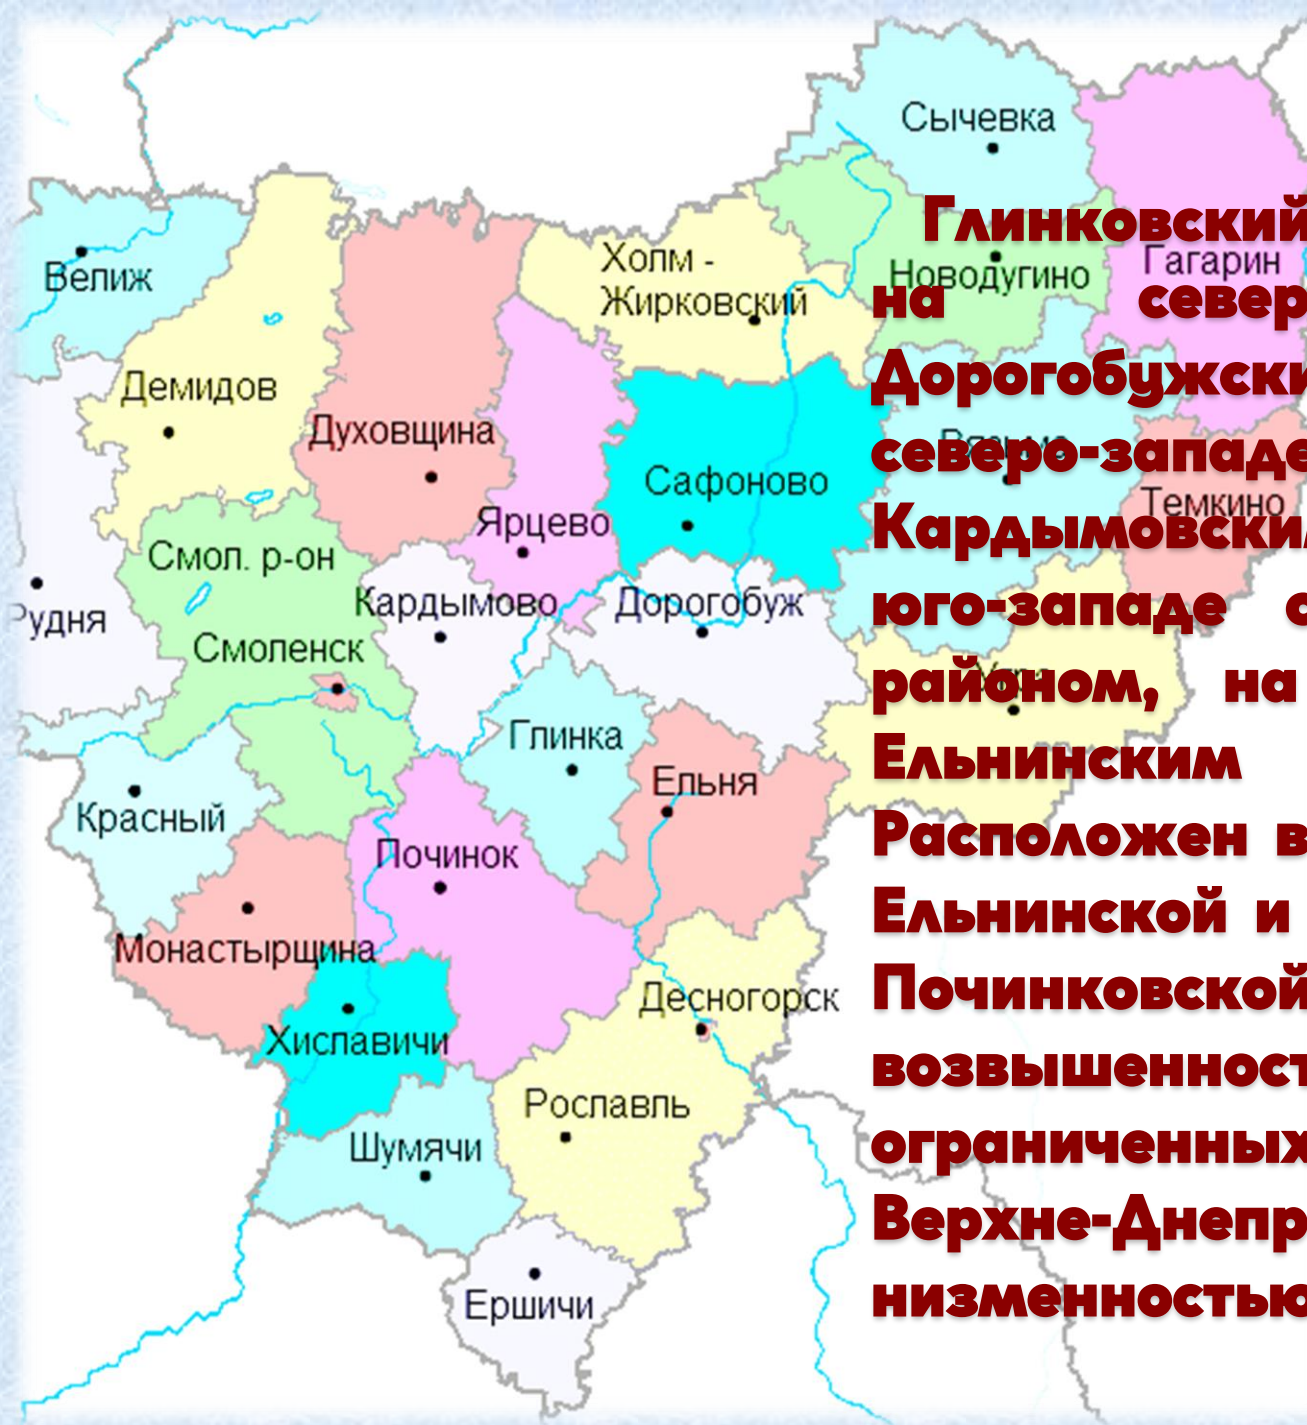 Сычевка
Глинковский
Велиж
Холм -
Жирковский
Новодугино
Гагарин
на север
Дорогобужски
Демидов
Духовщина
северо-западе
Сафоново
Темкино
Ярцево
Кардымовски
Смол. р-он
Кардымово
Дорогобуж
Рудня
юго-западе с
Смоленск
районом, на
Глинка
Ельнинским
Ельня
Красный
Расположен в
Починок
Ельнинской и
Монастырщина
Починковской
Десногорск
Хиславичи
возвышенност
Рославль
Шумячи
ограниченных
Верхне-Днепр
Ершичи
низменностью